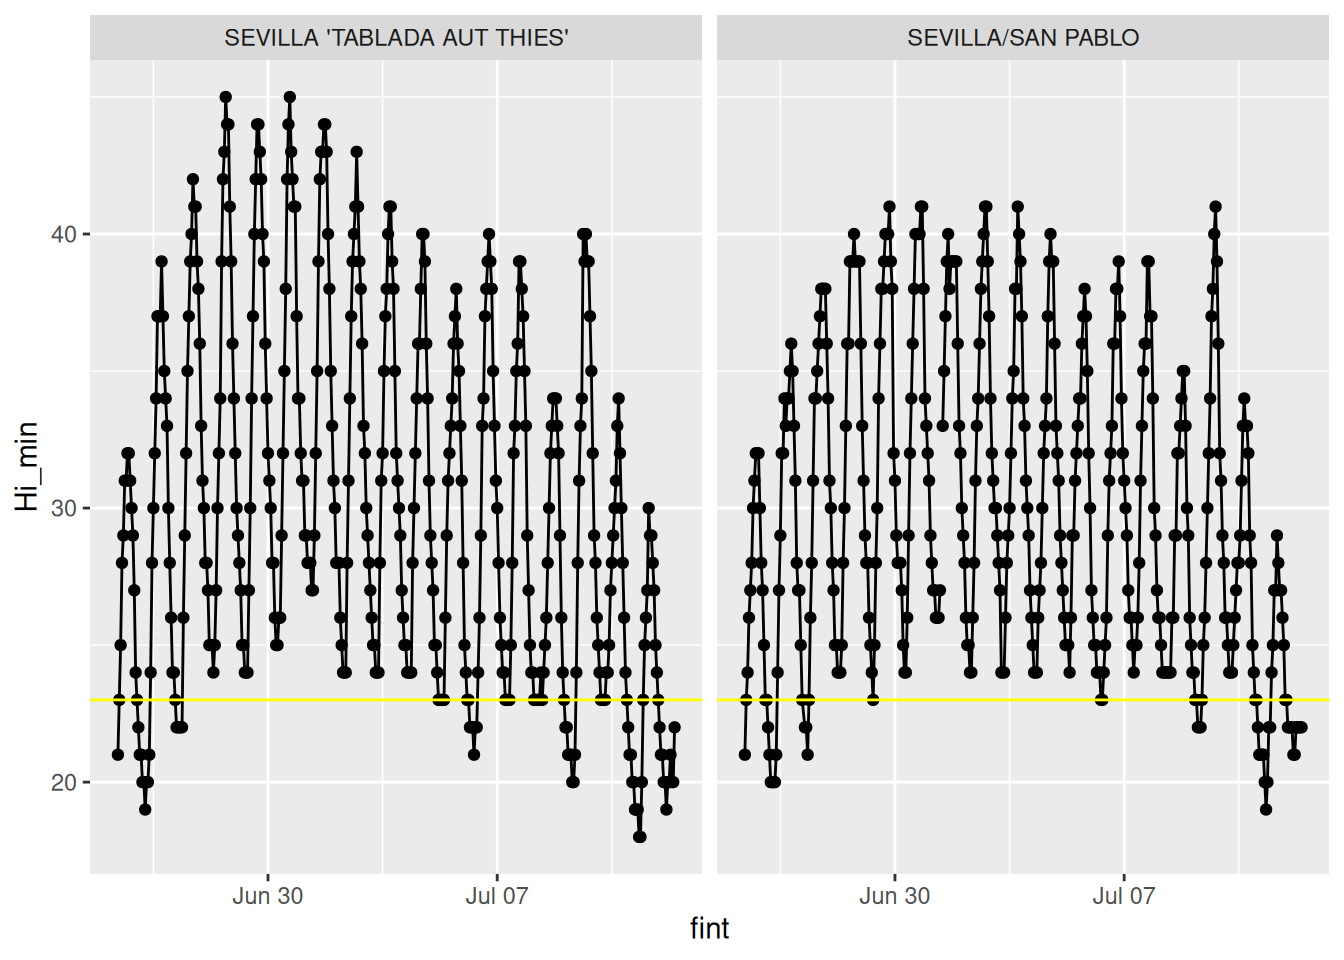 SEVILLA 'TABLADA AUT THIES'
SEVILLA/SAN PABLO
Hi_min
40
30
20
Jun 30
Jul 07
Jun 30
Jul 07
fint